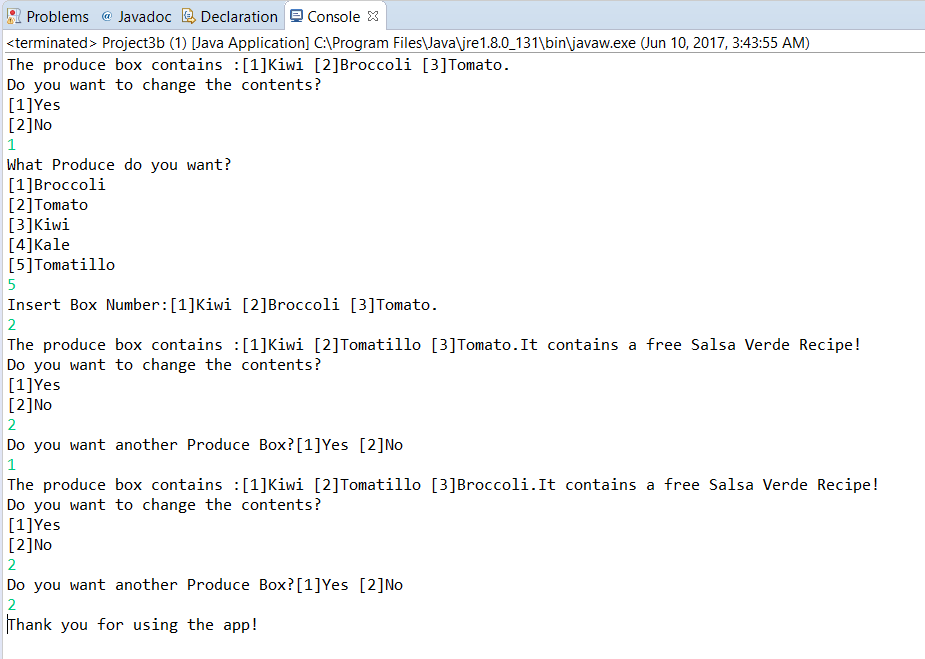 Problems @ Javadoc Declaration Console
<terminated> Project3b (1) [Java Application] C:\Program Files\Java\jre1.8.0_131\bin\javaw.exe (Jun 10, 2017, 3:43:55 AM)
The produce box contains :[1]Kiwi [2]Broccoli [3]Tomato.
Do you want to change the contents?
[1]Yes
[2]No
1
What Produce do you want?
[1]Broccoli
[2]Tomato
[3]Kiwi
[4]Kale
[5]Tomatillo
5
Insert Box Number:[1]Kiwi [2]Broccoli [3]Tomato.
2
The produce box contains :[1]Kiwi [2]Tomatillo [3]Tomato.It contains a free Salsa Verde Recipe!
Do you want to change the contents?
[1]Yes
[2]No
2
Do you want another Produce Box?[1]Yes [2]No
1
The produce box contains :[1]Kiwi [2]Tomatillo [3]Broccoli.It contains a free Salsa Verde Recipe!
Do you want to change the contents?
[1]Yes
[2]No
2
Do you want another Produce Box?[1]Yes [2]No
2
Thank you for using the app!